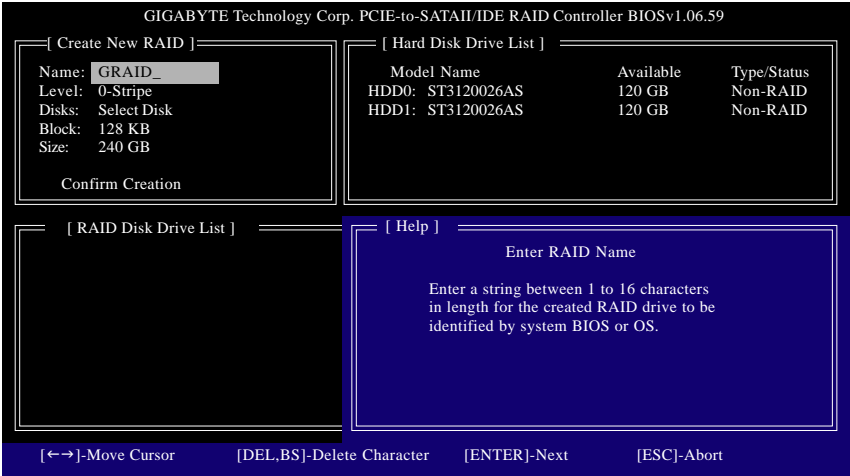 GIGABYTE Technology Corp. PCIE-to-SATAII/IDE RAID Controller BIOSv1.06.59
[ Create New RAID ]
Name: GRAID_
Level: 0-Stripe
Disks: Select Disk
Block: 128 KB
Size: 240 GB
Confirm Creation
[ Hard Disk Drive List ]
Model Name Available Type/Status
HDD0: ST3120026AS 120 GB Non-RAID
HDD1: ST3120026AS 120 GB Non-RAID
[ RAID Disk Drive List ]
[ Help ]
Enter RAID Name
Enter a string between 1 to 16 characters
in length for the created RAID drive to be
identified by system BIOS or OS.
[←→]-Move Cursor [DEL,BS]-Delete Character [ENTER]-Next [ESC]-Abort